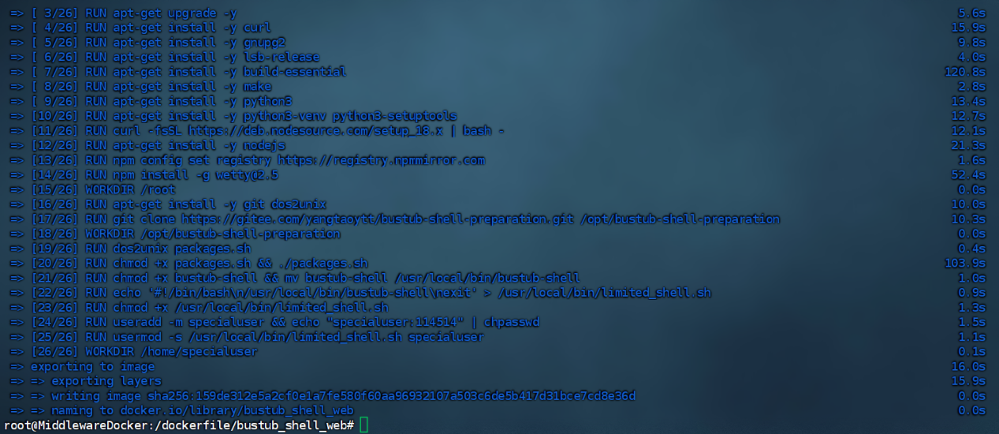 => [ 3/26] RUN apt-get upgrade -y 5.6s
=> [ 4/26] RUN apt-get install -y curl 15.9s
=> [ 5/26] RUN apt-get install -y gnupg2 9.8s
=> [ 6/26] RUN apt-get install -y lsb-release 4.0s
=> [ 7/26] RUN apt-get install -y build-essential 120.8s
=> [ 8/26] RUN apt-get install -y make 2.8s
=> [ 9/26] RUN apt-get install -y python3 13.4s
=> [10/26] RUN apt-get install -y python3-venv python3-setuptools 12.7s
=> [11/26] RUN curl -fsSL https://deb.nodesource.com/setup_18.x | bash - 12.1s
=> [12/26] RUN apt-get install -y nodejs 21.3s
=> [13/26] RUN npm config set registry https://registry.npmmirror.com 1.6s
=> [14/26] RUN npm install -g wetty@2.5 52.4s
=> [15/26] WORKDIR /root 0.0s
=> [16/26] RUN apt-get install -y git dos2unix 10.0s
=> [17/26] RUN git clone https://gitee.com/yangtaoytt/bustub-shell-preparation.git /opt/bustub-shell-preparation 10.3s
=> [18/26] WORKDIR /opt/bustub-shell-preparation 0.0s
=> [19/26] RUN dos2unix packages.sh 0.4s
=> [20/26] RUN chmod +x packages.sh && ./packages.sh 103.9s
=> [21/26] RUN chmod +x bustub-shell && mv bustub-shell /usr/local/bin/bustub-shell 1.0s
=> [22/26] RUN echo '#!/bin/bash\n/usr/local/bin/bustub-shell\nexit' > /usr/local/bin/limited_shell.sh 0.9s
=> [23/26] RUN chmod +x /usr/local/bin/limited_shell.sh 1.3s
=> [24/26] RUN useradd -m specialuser && echo "specialuser:114514" | chpasswd 1.5s
=> [25/26] RUN usermod -s /usr/local/bin/limited_shell.sh specialuser 1.1s
=> [26/26] WORKDIR /home/specialuser 0.1s
=> exporting to image 16.0s
=> => exporting layers 15.9s
=> => writing image sha256:159de312e5a2cf0e1a7fe580f60aa96932107a503c6de5b417d31bce7cd8e36d 0.0s
=> => naming to docker.io/library/bustub_shell_web 0.0s
root@MiddlewareDocker:/dockerfile/bustub_shell_web#